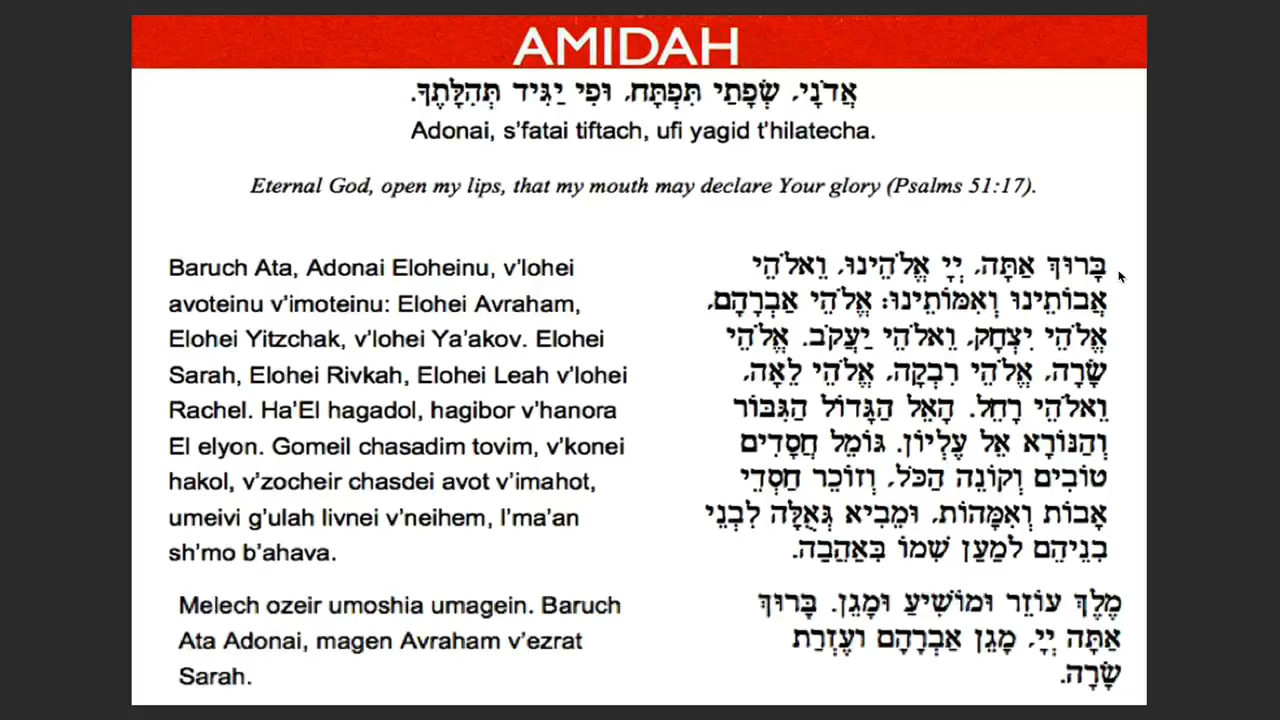 AMIDAH
אֲדֹנָי, שְׂפָתַי תִּפְתָּח, וּפִי יַגִּיד תְּהִלָּתֶךָ.
Adonai, s'fatai tiftach, ufi yagid t'hilatecha.
Eternal God, open my lips, that my mouth may declare Your glory (Psalms 51:17).
Baruch Ata, Adonai Eloheinu, v'lohei
avoteinu v'imoteinu: Elohei Avraham,
Elohei Yitzchak, v'lohei Ya'akov. Elohei
Sarah, Elohei Rivkah, Elohei Leah v'lohei
Rachel. Ha'El hagadol, hagibor v'hanora
El elyon. Gomeil chasadim tovim, v'konei
hakol, v'zocheir chasdei avot v'imahot,
umeivi g'ulah livnei v'neihem, l'ma'an
sh'mo b'ahava.
Melech ozeir umoshia umagein. Baruch
Ata Adonai, magen Avraham v'ezrat
Sarah.
בָּרוּךְ אַתָּה, יְיָ אֱלֹהֵינוּ, וֵאלֹהֵי
אֲבוֹתֵינוּ וְאִמּוֹתֵינוּ: אֱלֹהֵי אַבְרָהָם,
אֱלֹהֵי יִצְחָק, וֵאלֹהֵי יַעֲקֹב. אֱלֹהֵי
שָׂרָה, אֱלֹהֵי רִבְקָה, אֱלֹהֵי לֵאָה,
וֵאלֹהֵי רָחֵל. הָאֵל הַגָּדוֹל הַגִּבּוֹר
וְהַנּוֹרָא אֵל עֶלְיוֹן. גּוֹמֵל חֲסָדִים
טוֹבִים וְקוֹנֵה הַכֹּל, וְזוֹכֵר חַסְדֵי
אָבוֹת וְאִמָּהוֹת, וּמֵבִיא גְּאֻלָּה לִבְנֵי
בְנֵיהֶם לְמַעַן שְׁמוֹ בְּאַהֲבָה.
מֶלֶךְ עוֹזֵר וּמוֹשִׁיעַ וּמָגֵן. בָּרוּךְ
אַתָּה יְיָ, מָגֵן אַבְרָהָם ועֶזְרַת
שָׂרָה.